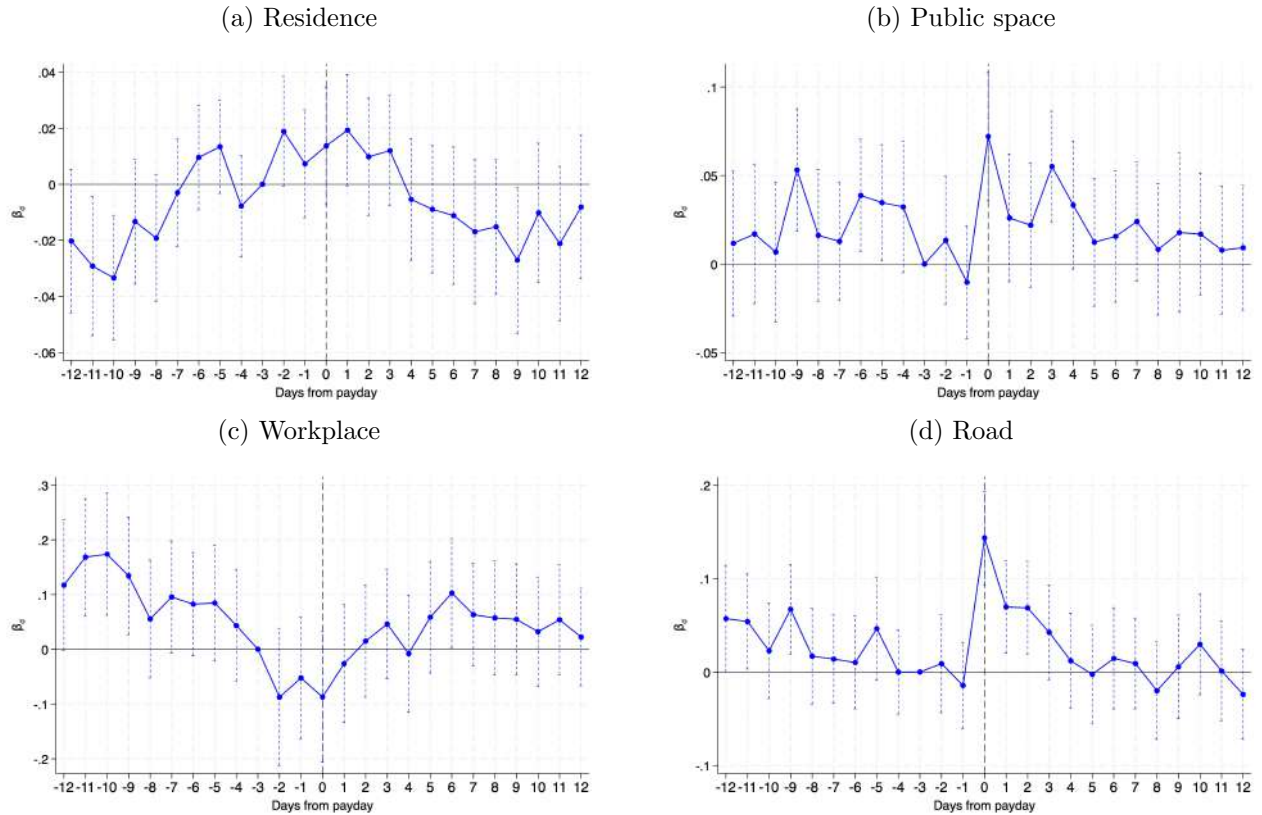 (a) Residence
.04
.02
0
-.02
-.04
-.06
β_d
-12 -11 -10 -9 -8 -7 -6 -5 -4 -3 -2 -1 0 1 2 3 4 5 6 7 8 9 10 11 12
Days from payday
(b) Public space
.1
.05
0
-.05
β_d
-12 -11 -10 -9 -8 -7 -6 -5 -4 -3 -2 -1 0 1 2 3 4 5 6 7 8 9 10 11 12
Days from payday
(c) Workplace
.3
.2
.1
0
-.1
-.2
β_d
-12 -11 -10 -9 -8 -7 -6 -5 -4 -3 -2 -1 0 1 2 3 4 5 6 7 8 9 10 11 12
Days from payday
(d) Road
.2
.1
0
-.1
β_d
-12 -11 -10 -9 -8 -7 -6 -5 -4 -3 -2 -1 0 1 2 3 4 5 6 7 8 9 10 11 12
Days from payday